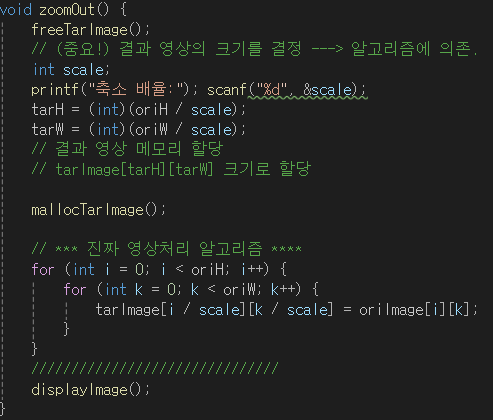 void zoomOut() {
freeTarImage();
// (중요!) 결과 영상의 크기를 결정 ---> 알고리즘에 의존.
int scale;
printf("축소 배율:"); scanf("%d", &scale);
tarH = (int)(oriH / scale);
tarW = (int)(oriW / scale);
// 결과 영상 메모리 할당
// tarImage[tarH][tarW] 크기로 할당
mallocTarImage();
// *** 진짜 영상처리 알고리즘 ****
for (int i = 0; i < oriH; i++) {
for (int k = 0; k < oriW; k++) {
tarImage[i / scale][k / scale] = oriImage[i][k];
}
}
///////////////////////////////
displayImage();
}